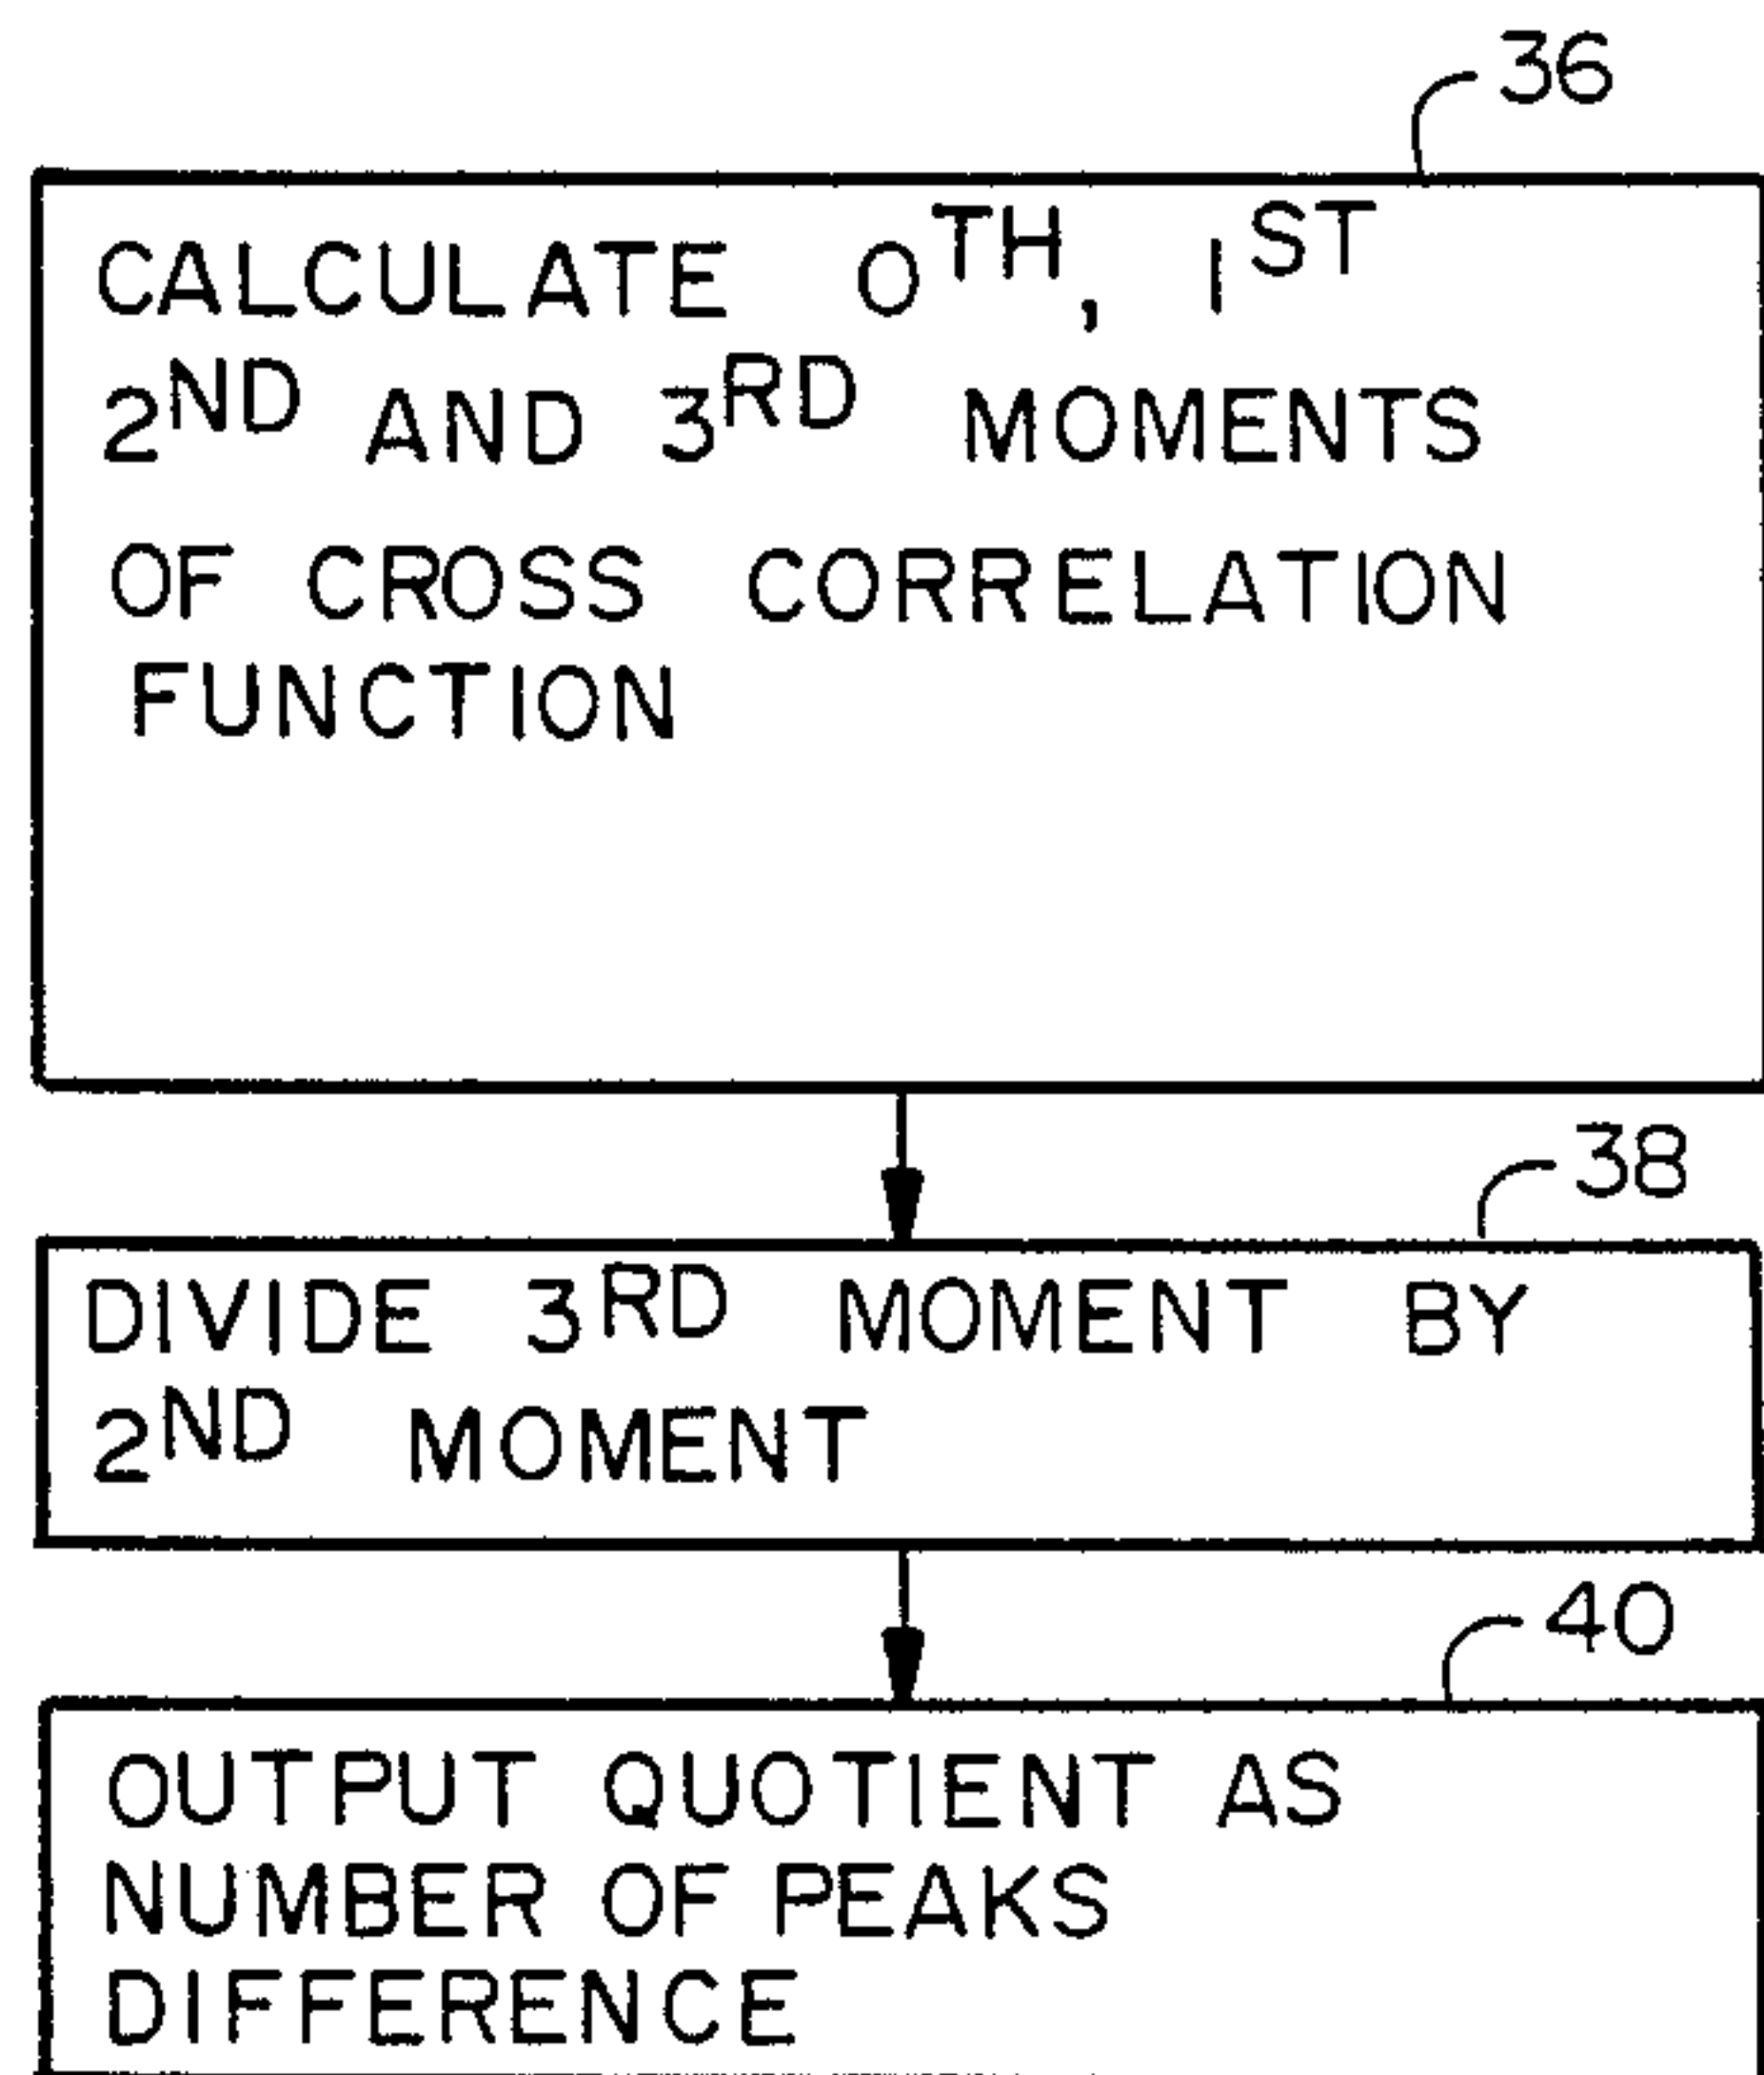 36
CALCULATE 0TH, 1ST
2ND AND 3RD MOMENTS
OF CROSS CORRELATION
FUNCTION
38
DIVIDE 3RD MOMENT BY
2ND MOMENT
40
OUTPUT QUOTIENT AS
NUMBER OF PEAKS
DIFFERENCE